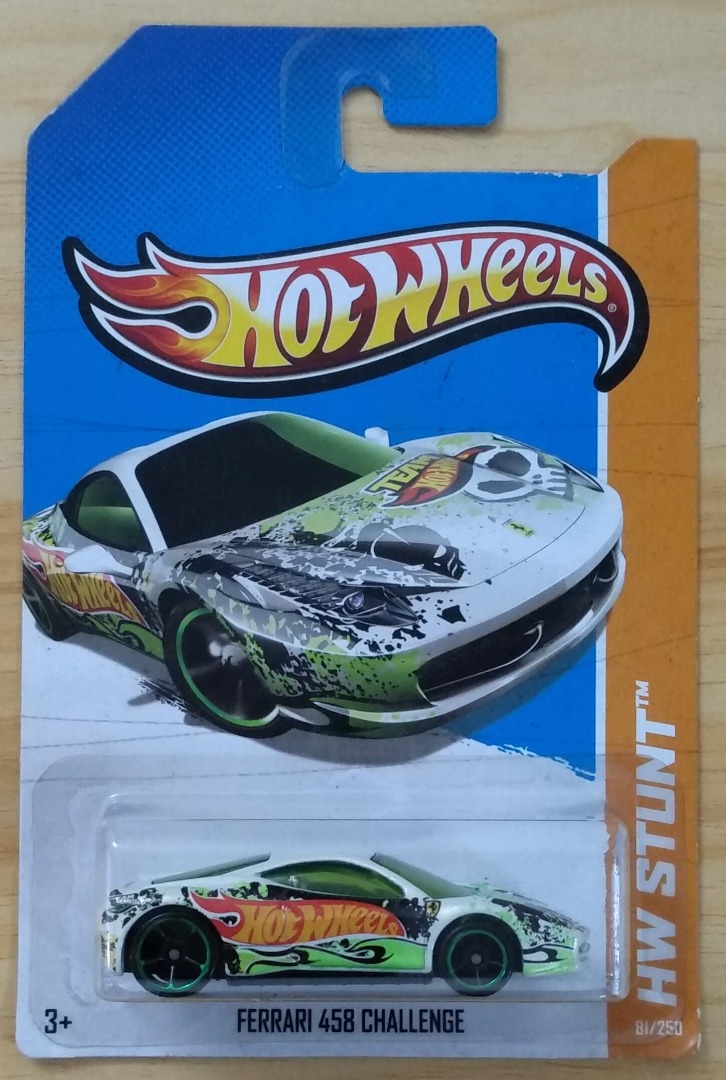 HOT WHEELS®
TEAM
HOT WHEELS
HOT WHEELS
HW STUNT™
HOT WHEELS
3+
FERRARI 458 CHALLENGE
81/250